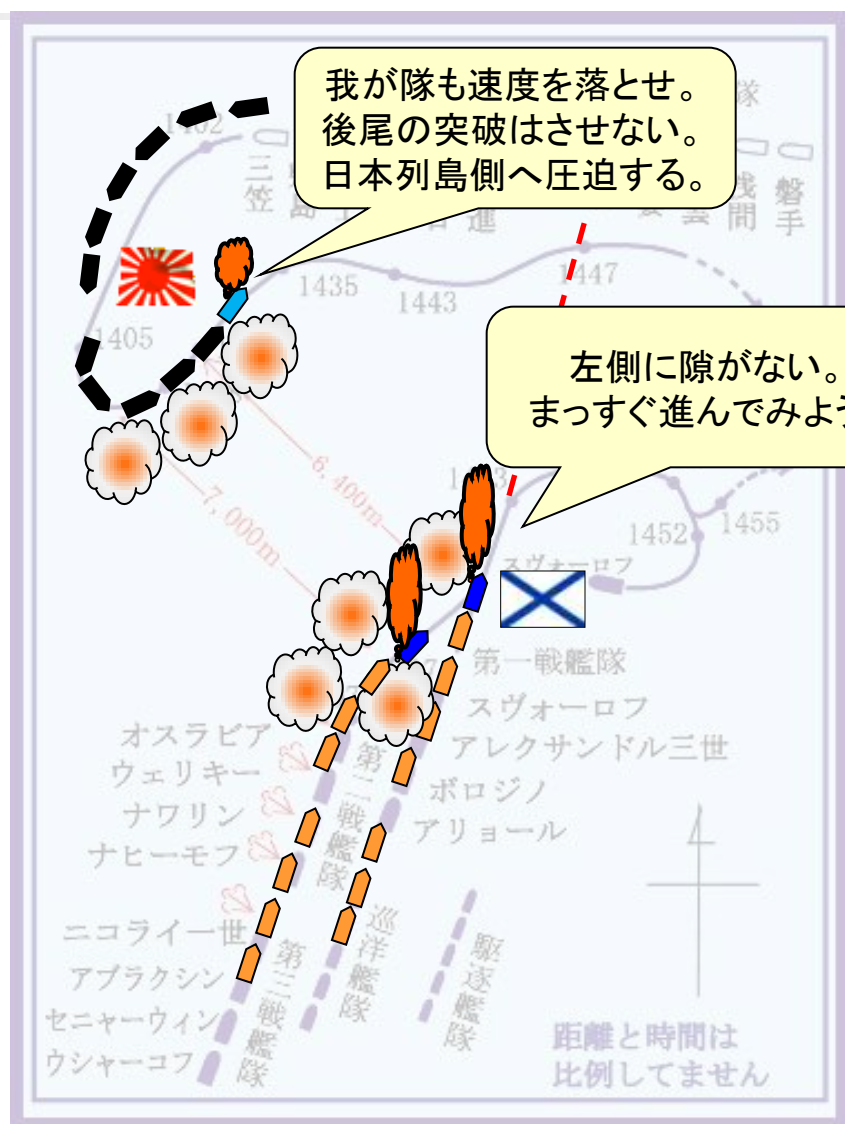 我が隊も速度を落とせ。
後尾の突破はさせない。
日本列島側へ圧迫する。
隊
1402
三笠
進
浅間
磐手
1435
1443
1447
1405
左側に隙がない。
まっすぐ進んでみよう
6,400m
7,000m
1452
1455
スヴォーロフ
第一戦艦隊
スヴォーロフ
アレクサンドル三世
ボロジノ
アリョール
オスラビア
ウェリキー
ナワリン
ナヒーモフ
第二戦艦隊
ニコライ一世
アブラクシン
セニャーウィン
ウシャーコフ
第三戦艦隊
巡洋艦隊
駆逐艦隊
距離と時間は
比例してません